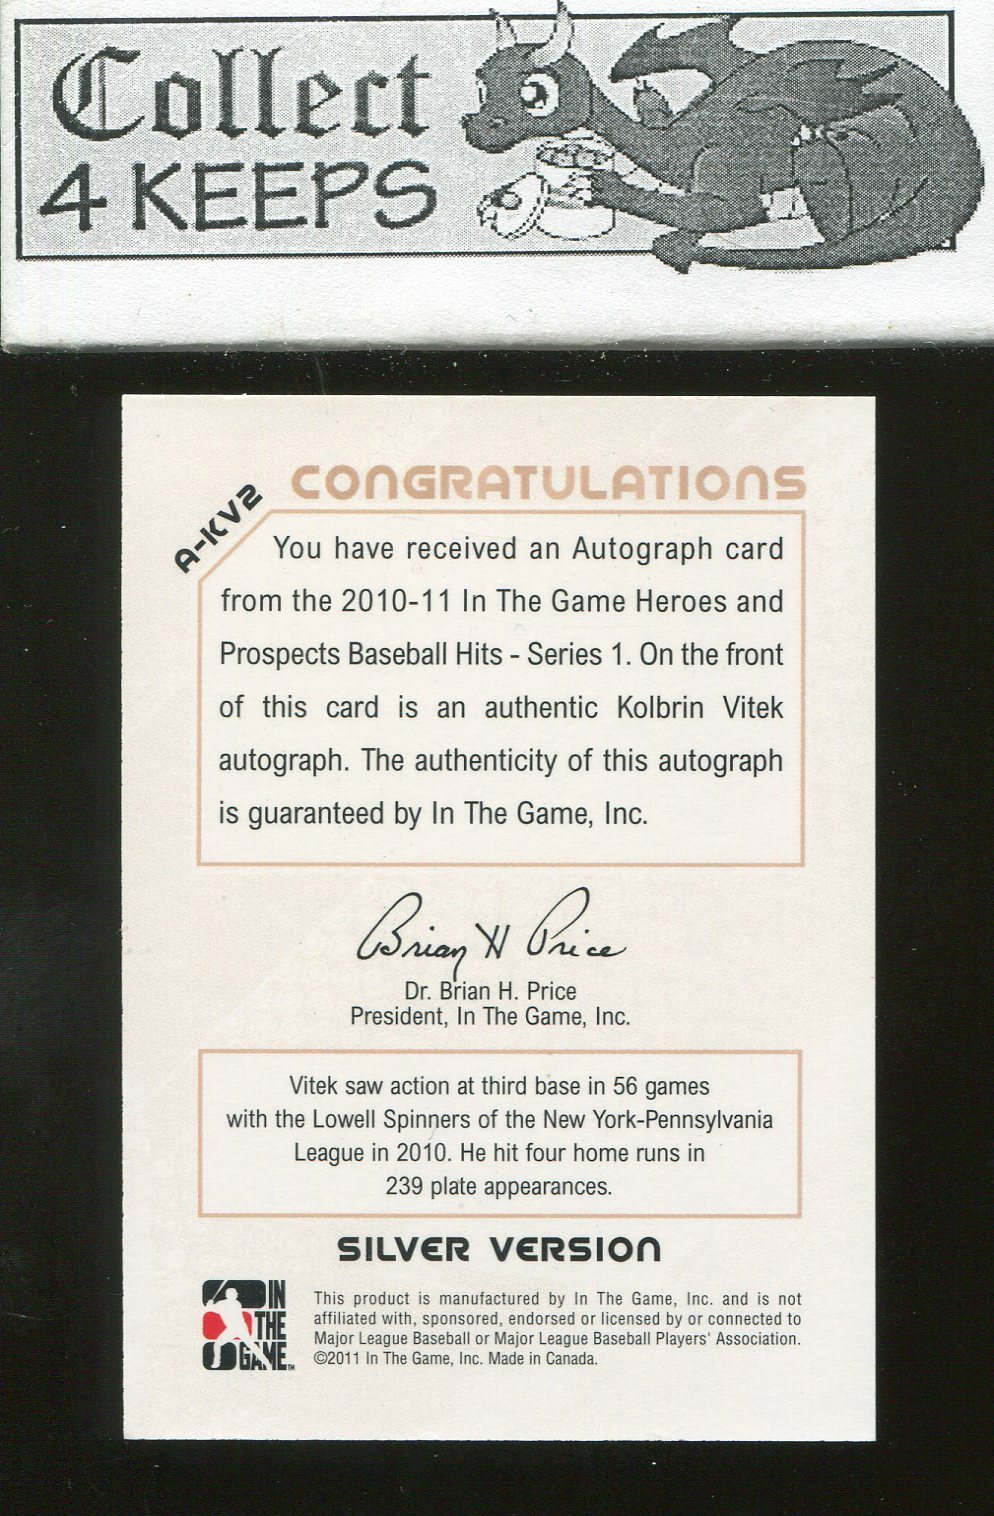 Collect
4 KEEPS
CONGRATULATIONS
A-KV2
You have received an Autograph card
from the 2010-11 In The Game Heroes and
Prospects Baseball Hits - Series 1. On the front
of this card is an authentic Kolbrin Vitek
autograph. The authenticity of this autograph
is guaranteed by In The Game, Inc.
Brian H Price
Dr. Brian H. Price
President, In The Game, Inc.
Vitek saw action at third base in 56 games
with the Lowell Spinners of the New York-Pennsylvania
League in 2010. He hit four home runs in
239 plate appearances.
SILVER VERSION
IN
THE
GAME TM
This product is manufactured by In The Game, Inc. and is not
affiliated with, sponsored, endorsed or licensed by or connected to
Major League Baseball or Major League Baseball Players' Association.
©2011 In The Game, Inc. Made in Canada.